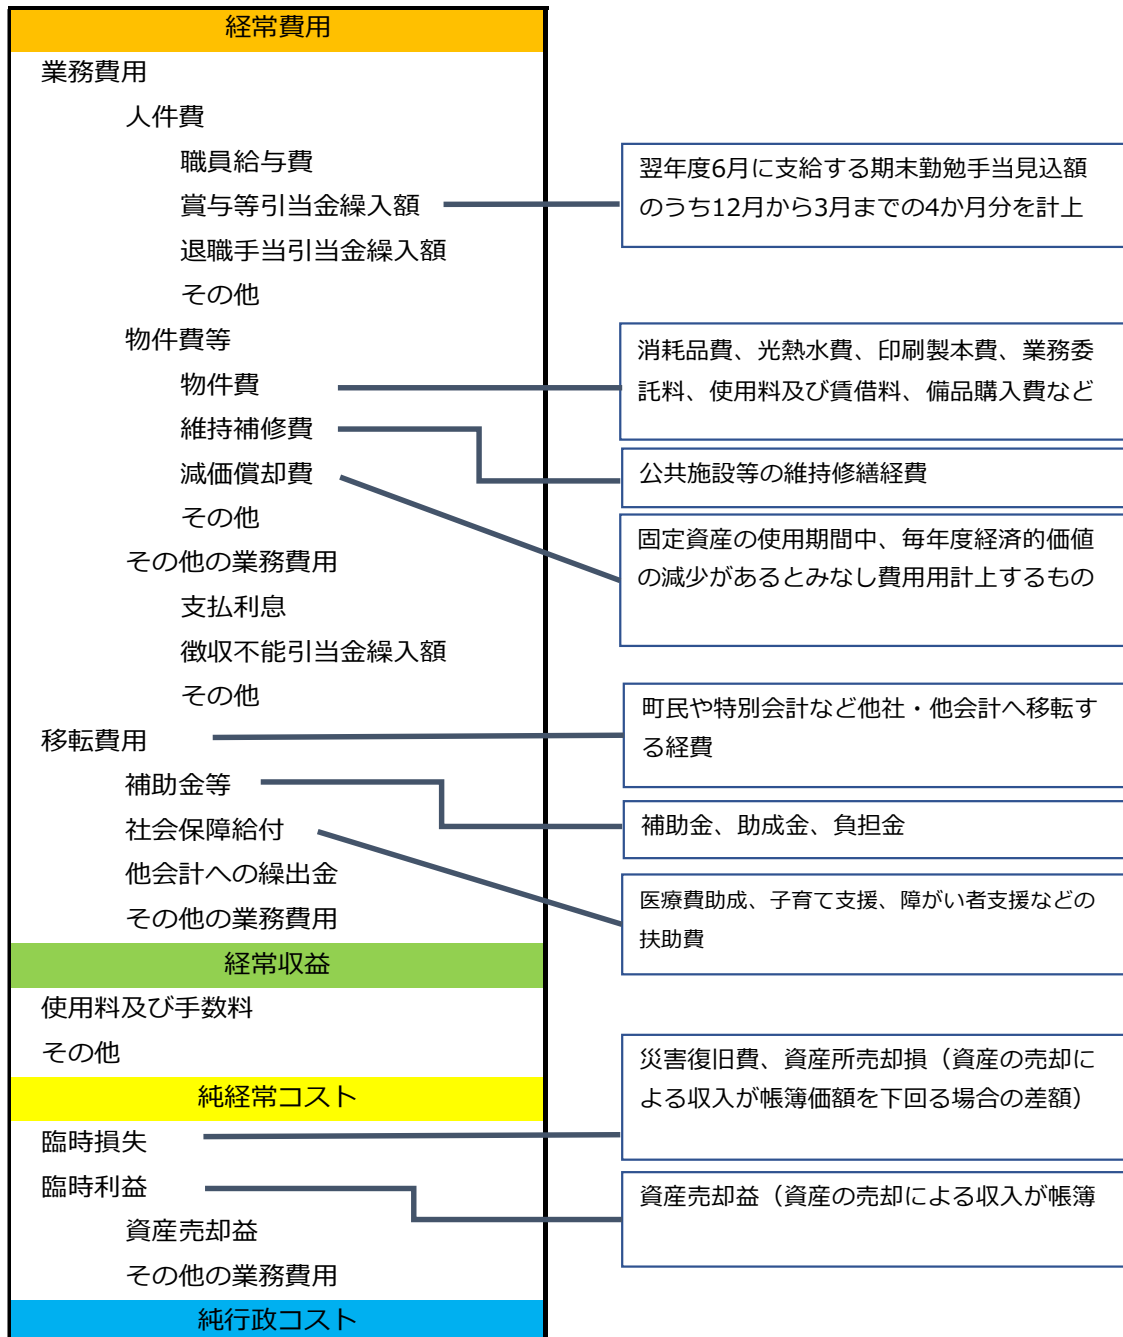 経常費用
業務費用
人件費
職員給与費
賞与等引当金繰入額
退職手当引当金繰入額
その他
物件費等
物件費
維持補修費
減価償却費
その他
その他の業務費用
支払利息
徴収不能引当金繰入額
その他
移転費用
補助金等
社会保障給付
他会計への繰出金
その他の業務費用
経常収益
使用料及び手数料
その他
純経常コスト
臨時損失
臨時利益
資産売却益
その他の業務費用
純行政コスト
翌年度6月に支給する期末勤勉手当見込額
のうち12月から3月までの4か月分を計上
消耗品費、光熱水費、印刷製本費、業務委
託料、使用料及び賃借料、備品購入費など
公共施設等の維持修繕経費
固定資産の使用期間中、毎年度経済的価値
の減少があるとみなし費用用計上するもの
町民や特別会計など他社・他会計へ移転す
る経費
補助金、助成金、負担金
医療費助成、子育て支援、障がい者支援などの
扶助費
災害復旧費、資産所売却損（資産の売却に
よる収入が帳簿価額を下回る場合の差額）
資産売却益（資産の売却による収入が帳簿